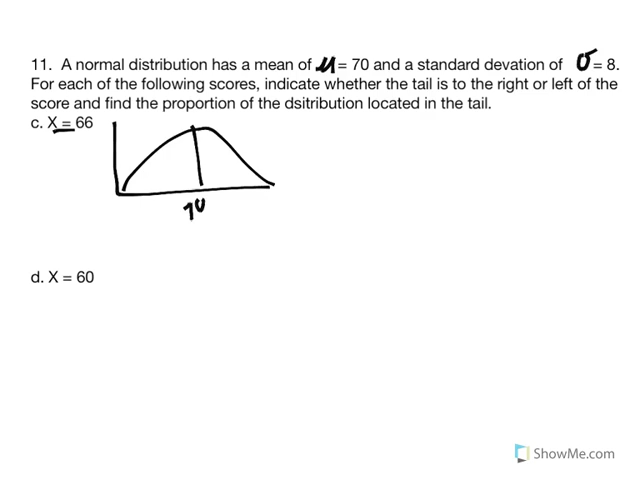 11. A normal distribution has a mean of μ = 70 and a standard devation of σ = 8.
For each of the following scores, indicate whether the tail is to the right or left of the
score and find the proportion of the dsitribution located in the tail.
c. X = 66
70
d. X = 60
ShowMe.com